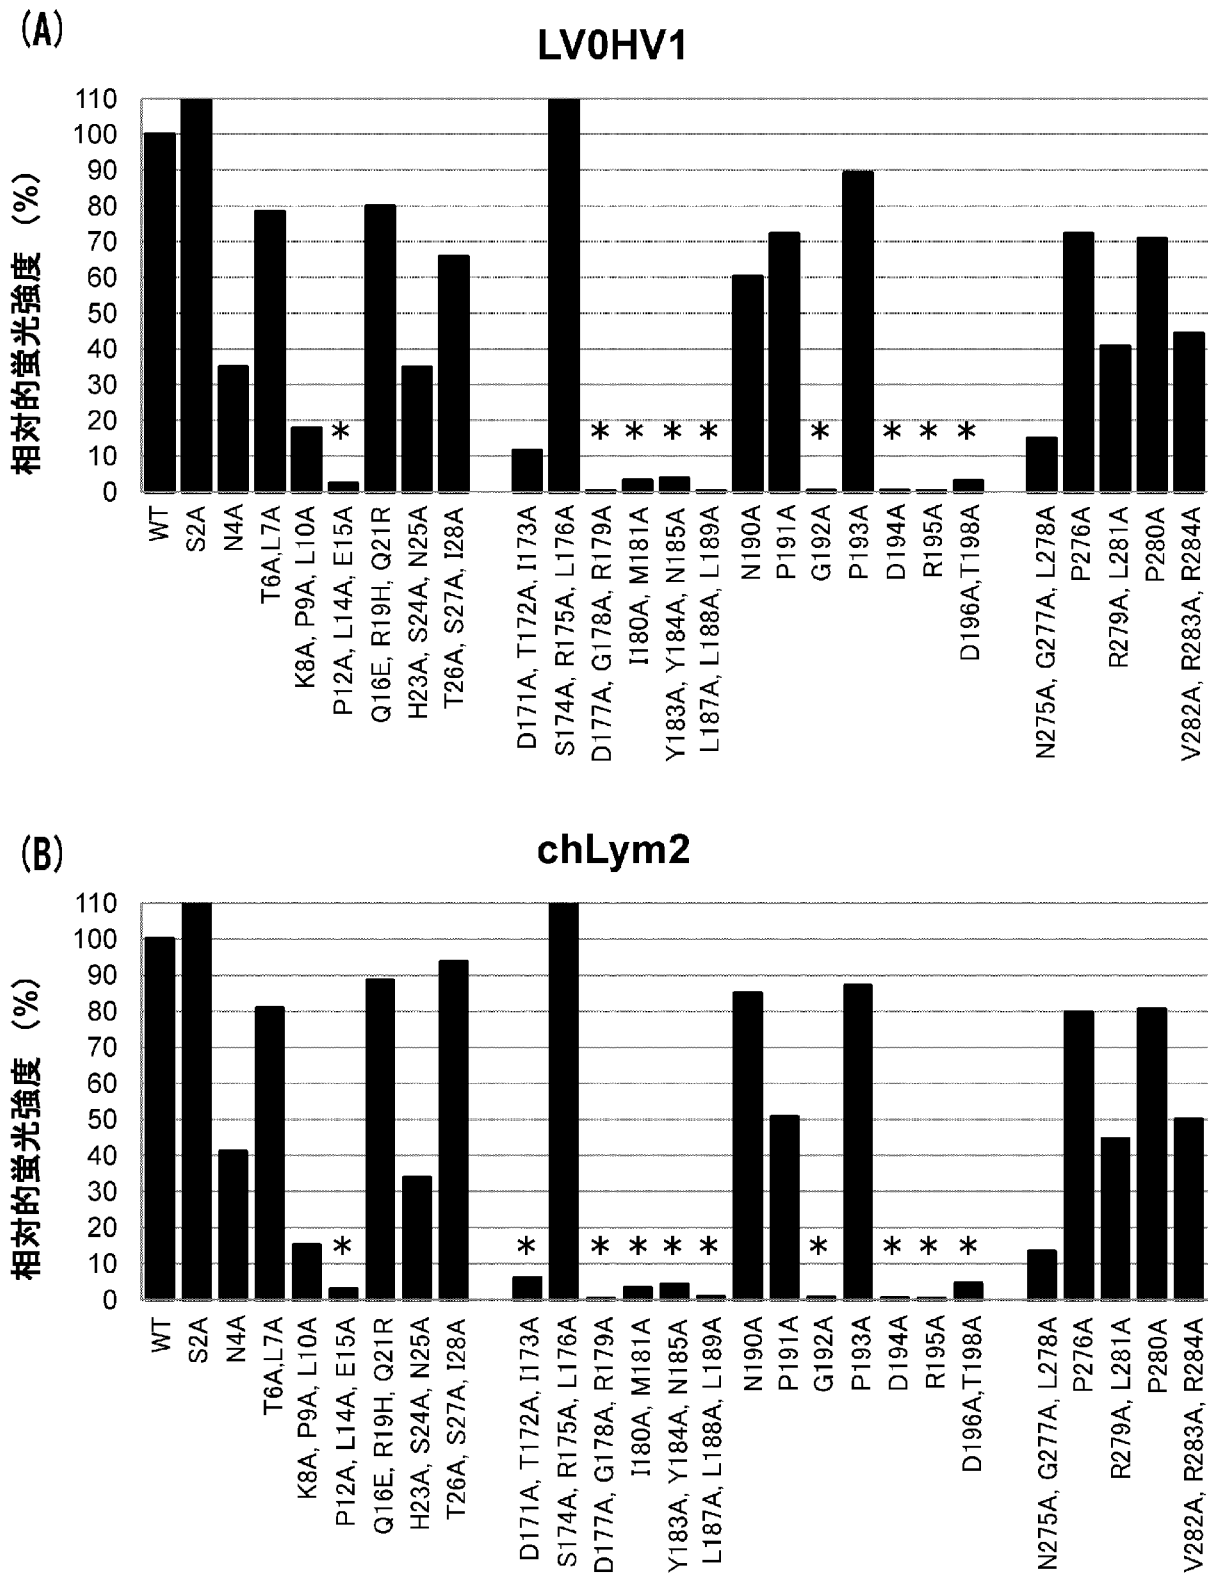 (A)
LV0HV1
相対的蛍光強度 (%)
110
100
90
80
70
60
50
40
30
20
10
0
* * * * * * * * *
WT
S2A
N4A
T6A,L7A
K8A, P9A, L10A
P12A, L14A, E15A
Q16E, R19H, Q21R
H23A, S24A, N25A
T26A, S27A, I28A
D171A, T172A, I173A
S174A, R175A, L176A
D177A, G178A, R179A
I180A, M181A
Y183A, Y184A, N185A
L187A, L188A, L189A
N190A
P191A
G192A
P193A
D194A
R195A
D196A,T198A
N275A, G277A, L278A
P276A
R279A, L281A
P280A
V282A, R283A, R284A
(B)
chLym2
相対的蛍光強度 (%)
110
100
90
80
70
60
50
40
30
20
10
0
* * * * * * * * * *
WT
S2A
N4A
T6A,L7A
K8A, P9A, L10A
P12A, L14A, E15A
Q16E, R19H, Q21R
H23A, S24A, N25A
T26A, S27A, I28A
D171A, T172A, I173A
S174A, R175A, L176A
D177A, G178A, R179A
I180A, M181A
Y183A, Y184A, N185A
L187A, L188A, L189A
N190A
P191A
G192A
P193A
D194A
R195A
D196A,T198A
N275A, G277A, L278A
P276A
R279A, L281A
P280A
V282A, R283A, R284A